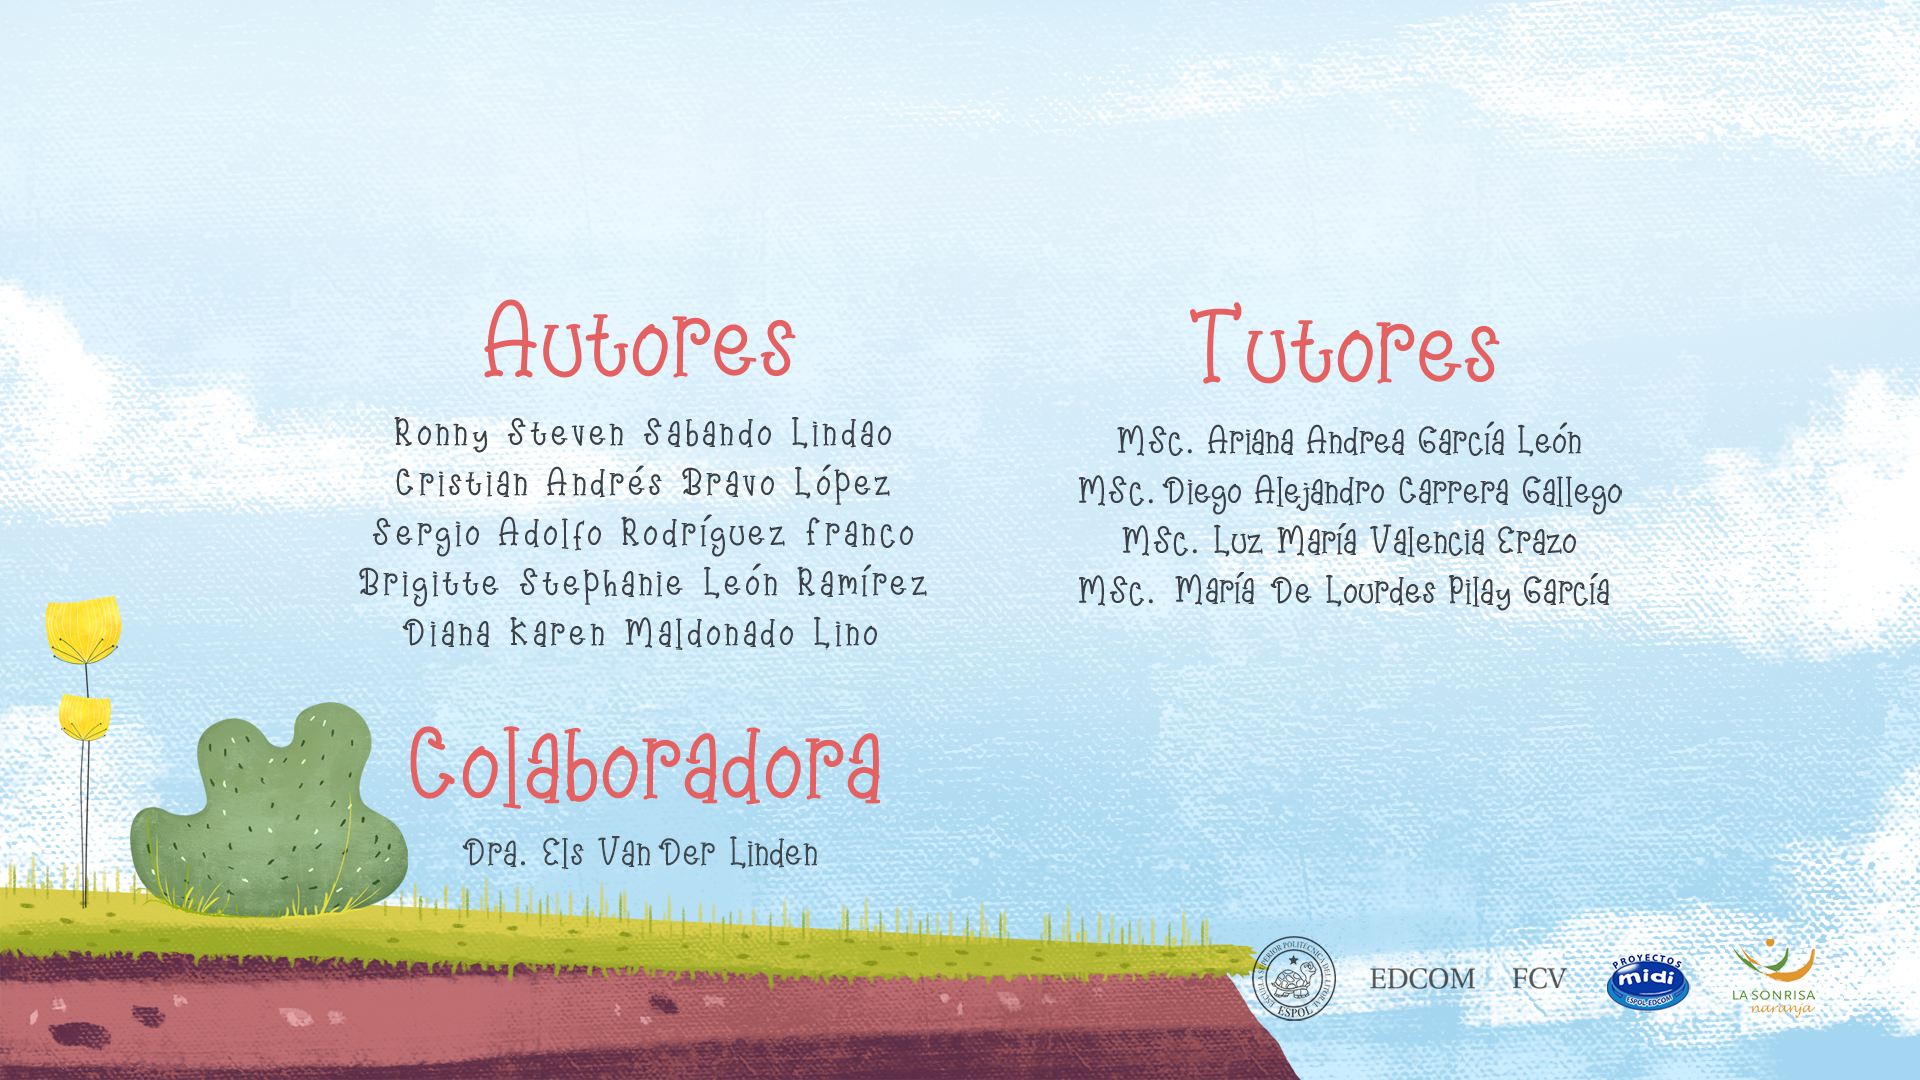 Autores
Ronny Steven Sabando Lindao
Cristian Andrés Bravo López
Sergio Adolfo Rodríguez Franco
Brigitte Stephanie León Ramírez
Diana Karen Maldonado Lino
Colaboradora
Dra. Els Van Der Linden
Tutores
MSc. Ariana Andrea García León
MSc. Diego Alejandro Carrera Gallego
MSc. Luz María Valencia Erazo
MSc. María De Lourdes Pilay García
ESCUELA SUPERIOR POLITECNICA DEL LITORAL
ESPOL
EDCOM
FCV
PROYECTOS
midi
ESPOL-EDCOM
LA SONRISA
naranja